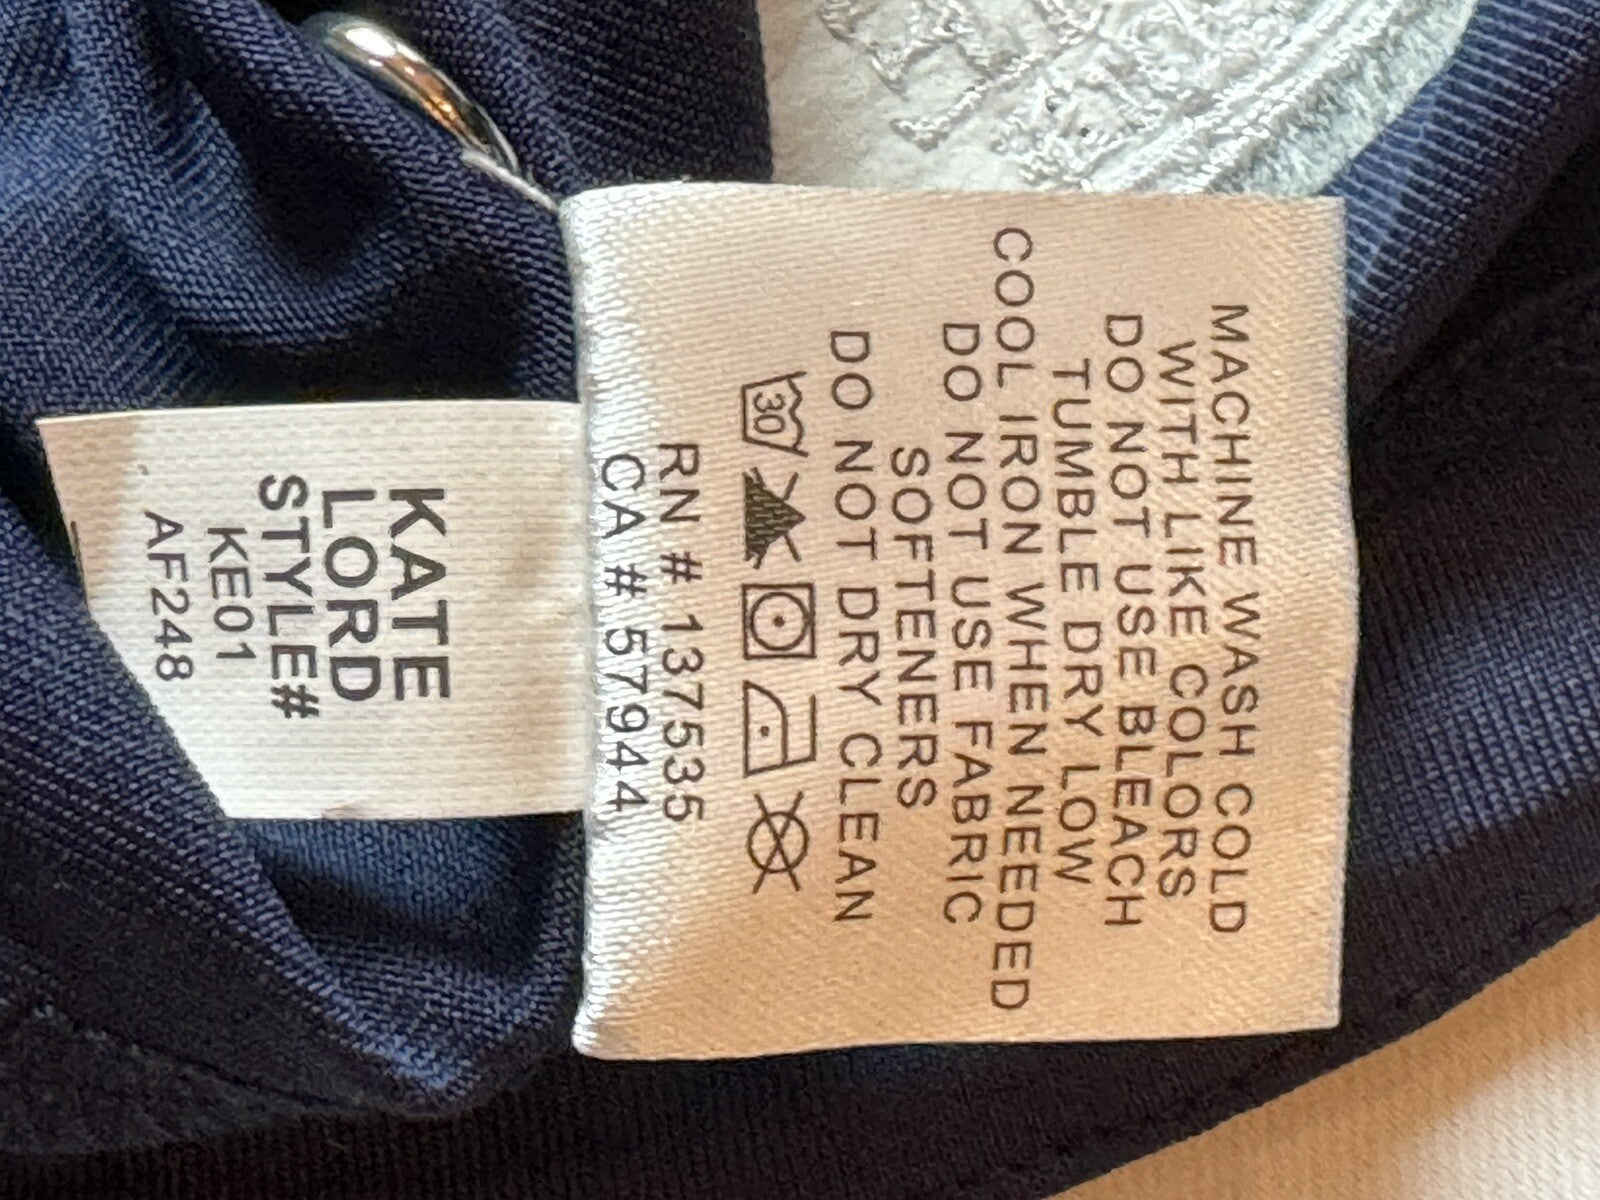 MACHINE WASH COLD
WITH LIKE COLORS
DO NOT USE BLEACH
TUMBLE DRY LOW
COOL IRON WHEN NEEDED
DO NOT USE FABRIC
SOFTENERS
DO NOT DRY CLEAN
30
RN # 137535
CA # 57944
KATE
LORD
STYLE#
KE01
AF248